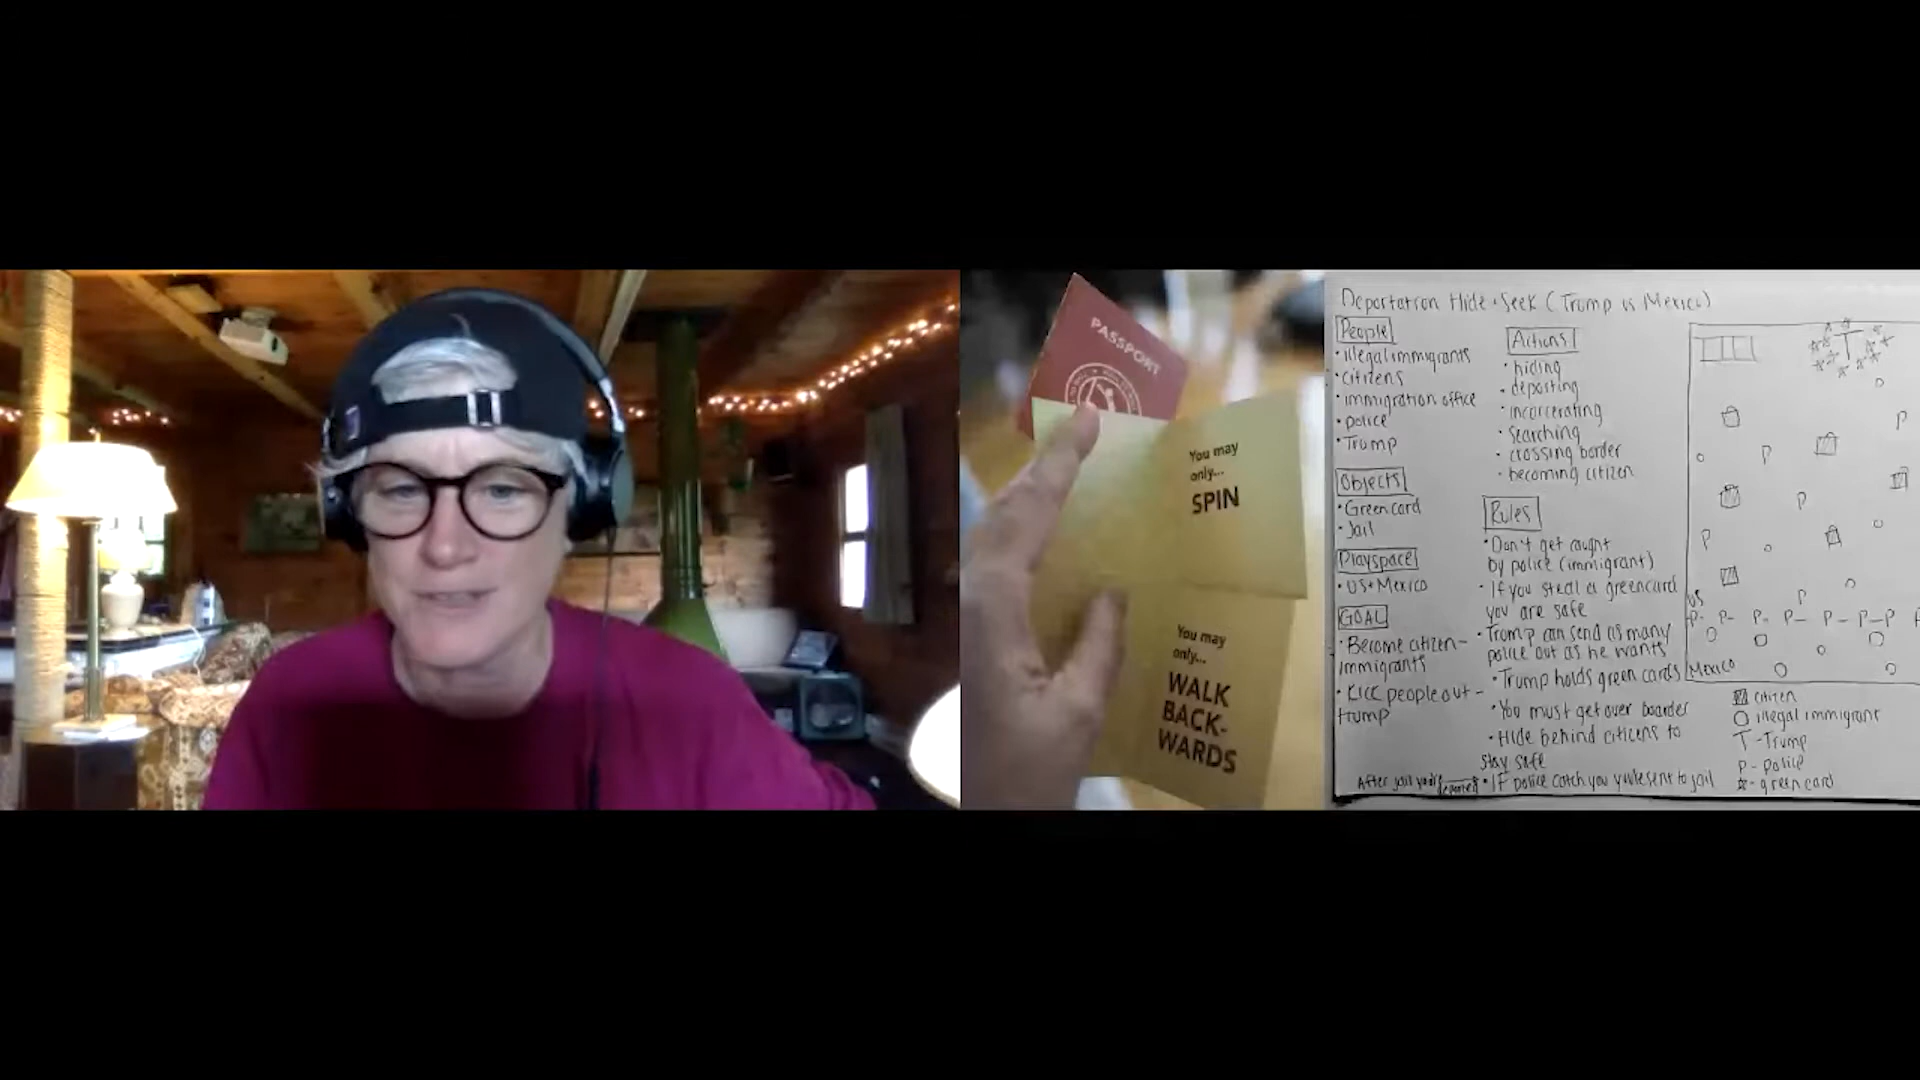 PASSPORT
You may
only...
SPIN
You may
only...
WALK
BACK-
WARDS
Deportation Hide + Seek (Trump vs Mexico)
People
• illegal immigrants
• citizens
• immigration office
• police
• Trump
Objects
• Green card
• Jail
Playspace
• US + Mexico
GOAL
• Become citizen -
immigrants
• Kick people out -
trump
Actions
• hiding
• deporting
• incarcerating
• searching
• crossing border
• becoming citizen
Rules
• Don't get caught
by police (immigrant)
• If you steal a greencard
you are safe
• Trump can send as many
police out as he wants
• Trump holds green cards
• You must get over boarder
• Hide behind citizens to
stay safe
• If police catch you you're sent to jail
After jail you're deported
T
P
P
P
P
P
US
P- P- P- P- P- P-P
Mexico
citizen
illegal immigrant
T - Trump
P - police
- green card